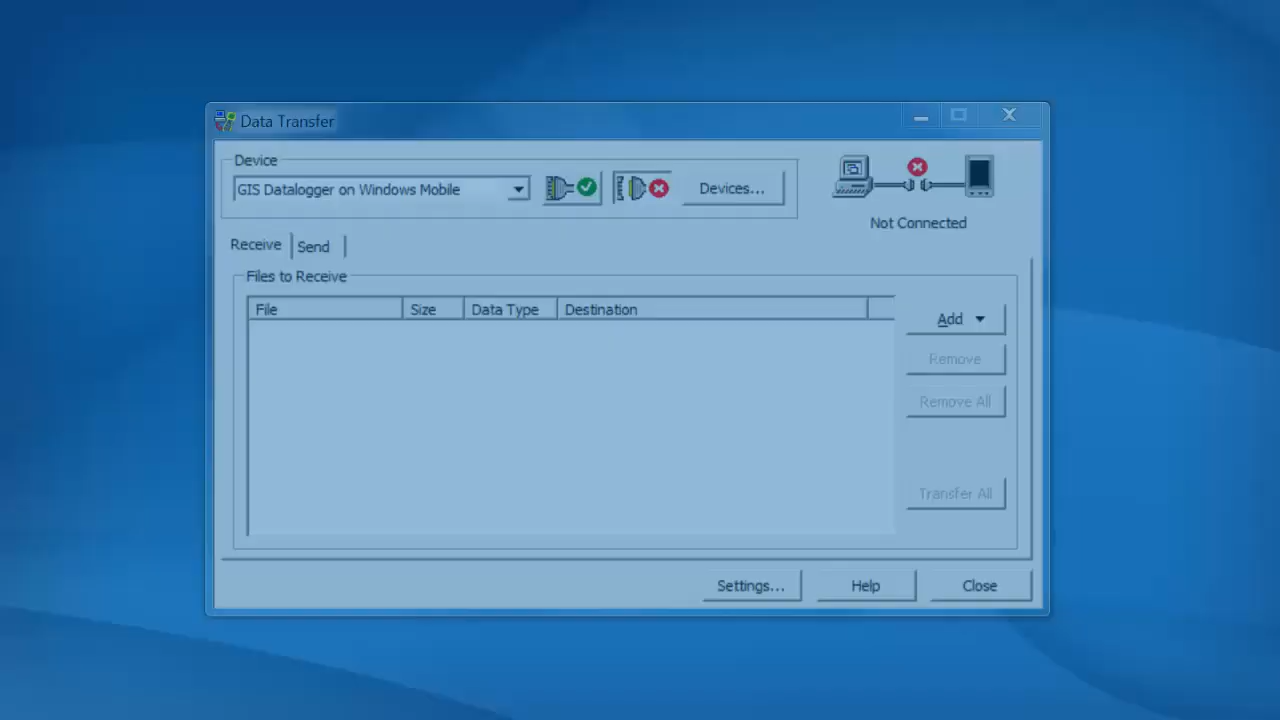 Data Transfer
Device
GIS Datalogger on Windows Mobile
Devices...
Not Connected
Receive
Send
Files to Receive
File
Size
Data Type
Destination
Add
Remove
Remove All
Transfer All
Settings...
Help
Close